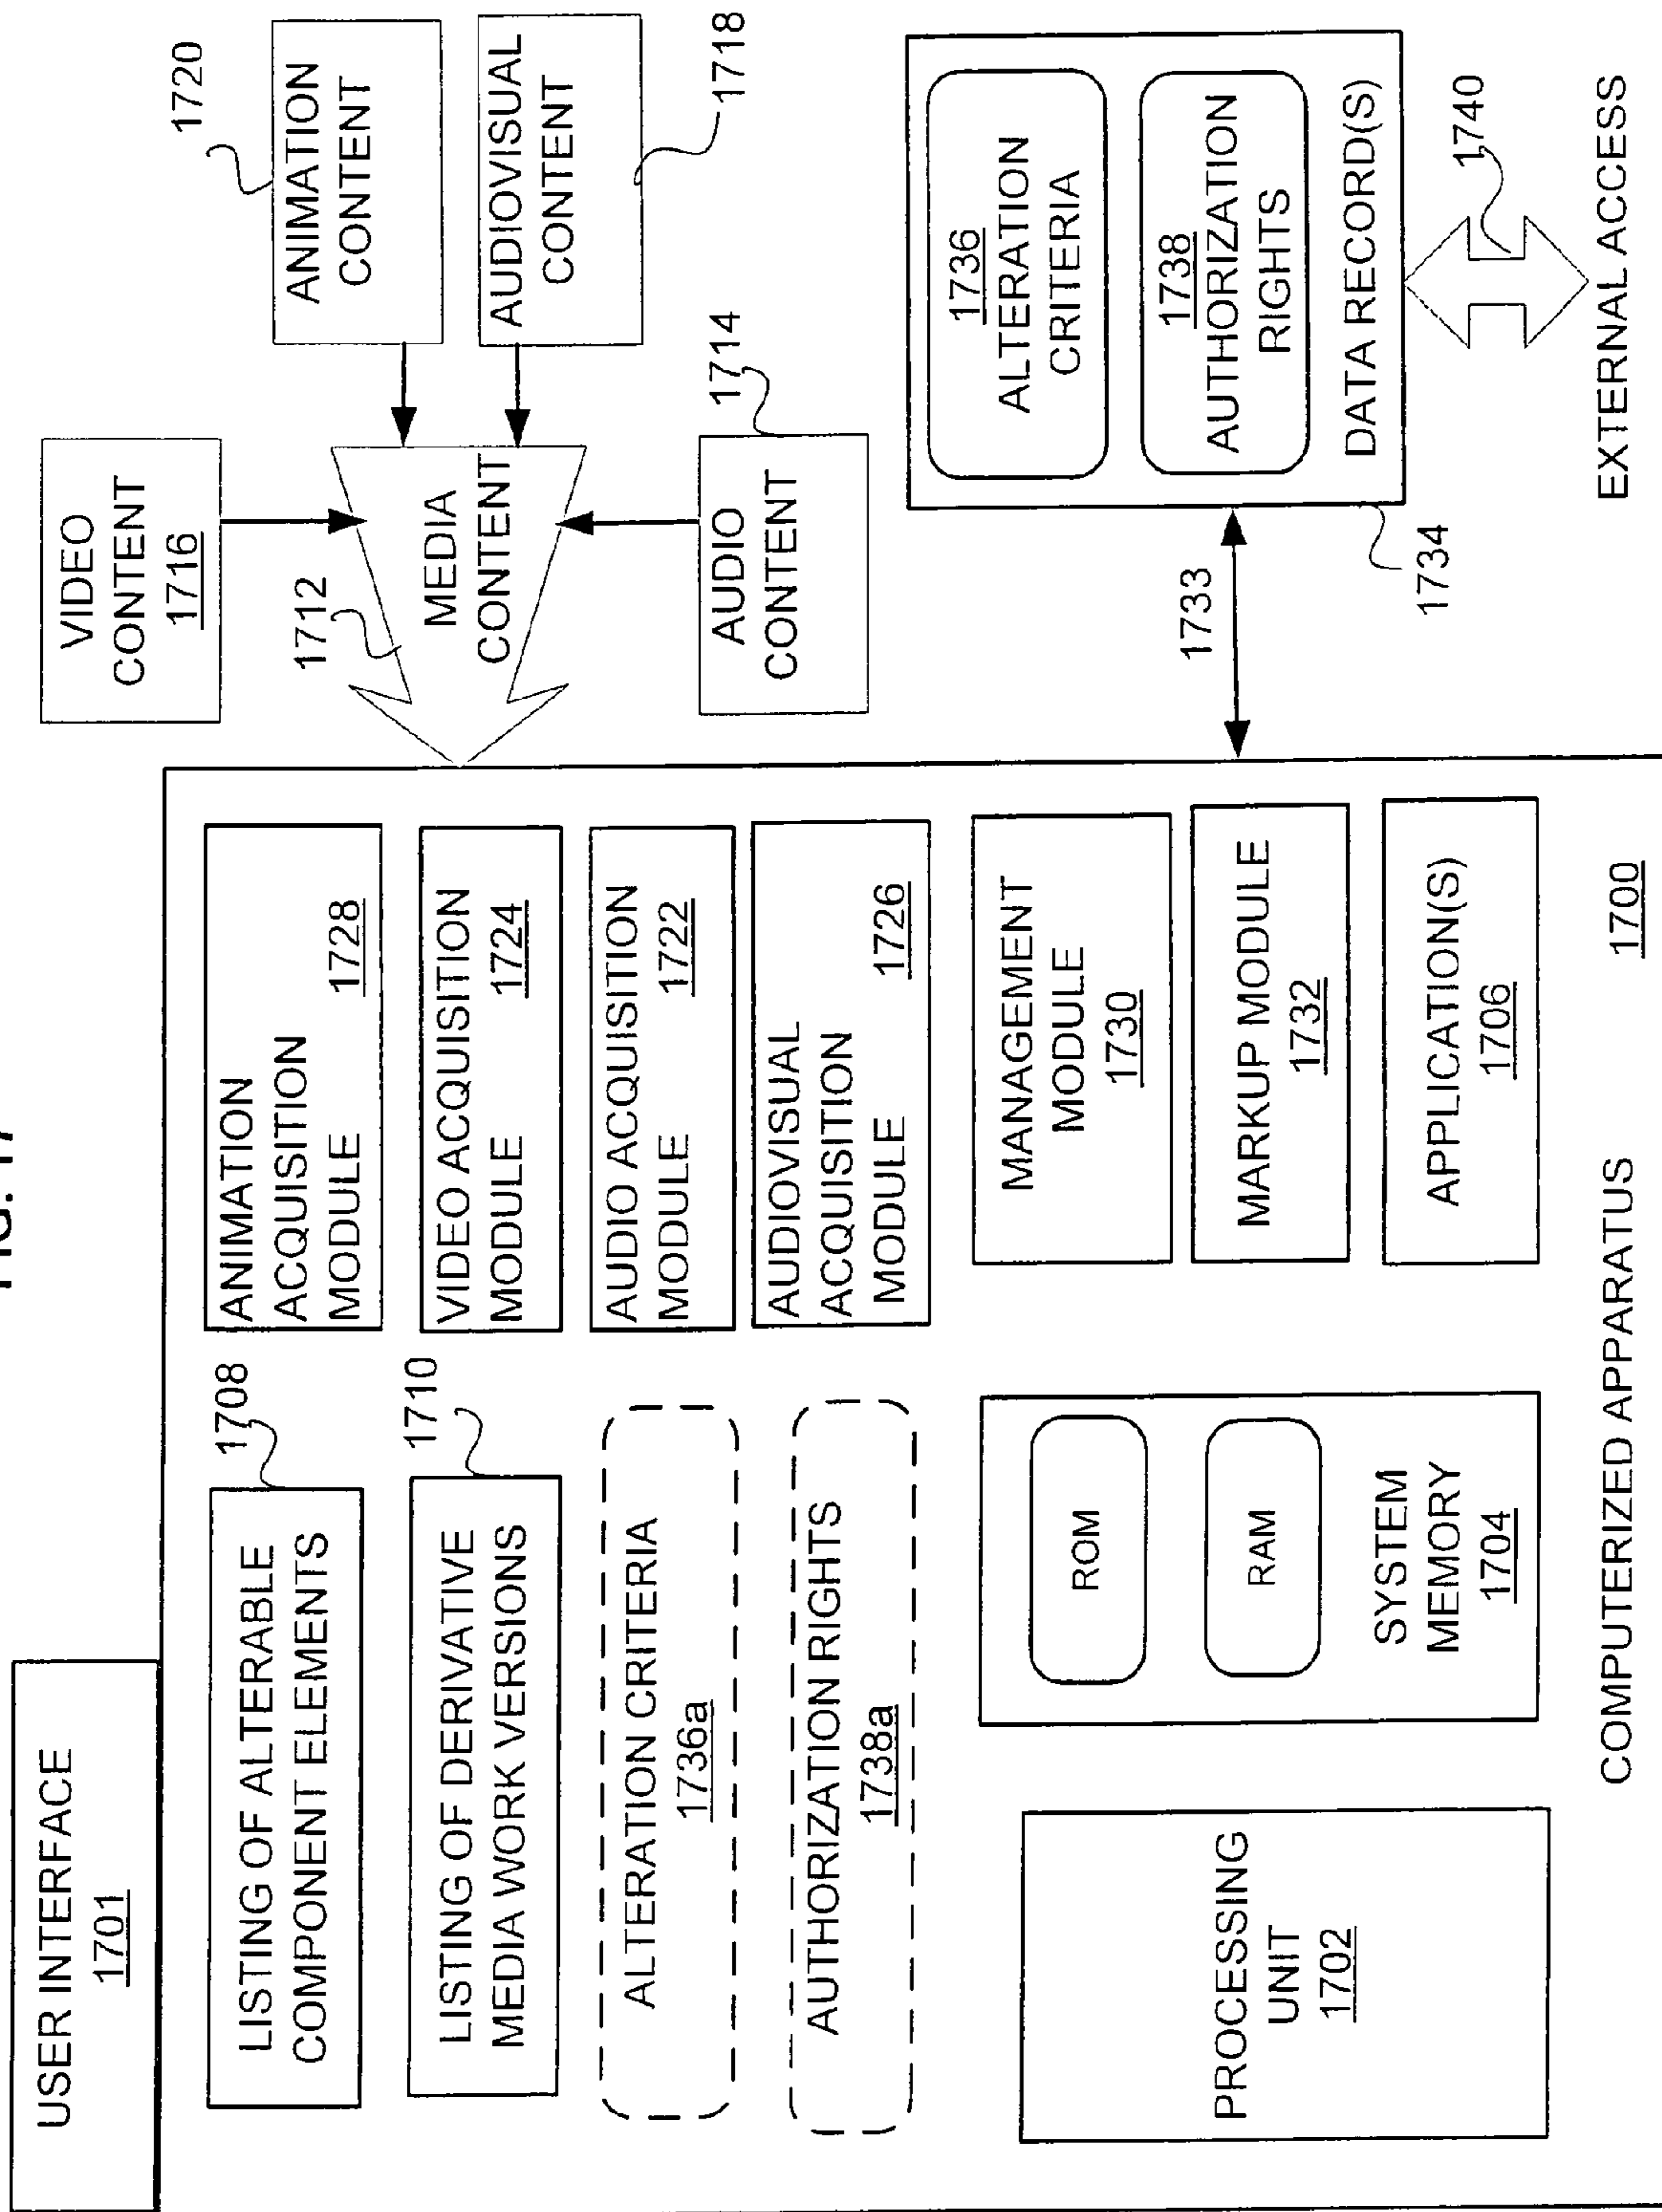 FIG. 17
USER INTERFACE
1701
LISTING OF ALTERABLE
COMPONENT ELEMENTS
1708
LISTING OF DERIVATIVE
MEDIA WORK VERSIONS
1710
ALTERATION CRITERIA
1736a
AUTHORIZATION RIGHTS
1738a
PROCESSING
UNIT
1702
ROM
RAM
SYSTEM
MEMORY
1704
ANIMATION
ACQUISITION
MODULE 1728
VIDEO ACQUISITION
MODULE 1724
AUDIO ACQUISITION
MODULE 1722
AUDIOVISUAL
ACQUISITION
MODULE 1726
MANAGEMENT
MODULE
1730
MARKUP MODULE
1732
APPLICATION(S)
1706
COMPUTERIZED APPARATUS 1700
VIDEO
CONTENT
1716
1712
MEDIA
CONTENT
1720
ANIMATION
CONTENT
AUDIOVISUAL
CONTENT
1718
1714
AUDIO
CONTENT
1733
1734
1736
ALTERATION
CRITERIA
1738
AUTHORIZATION
RIGHTS
DATA RECORD(S)
1740
EXTERNAL ACCESS